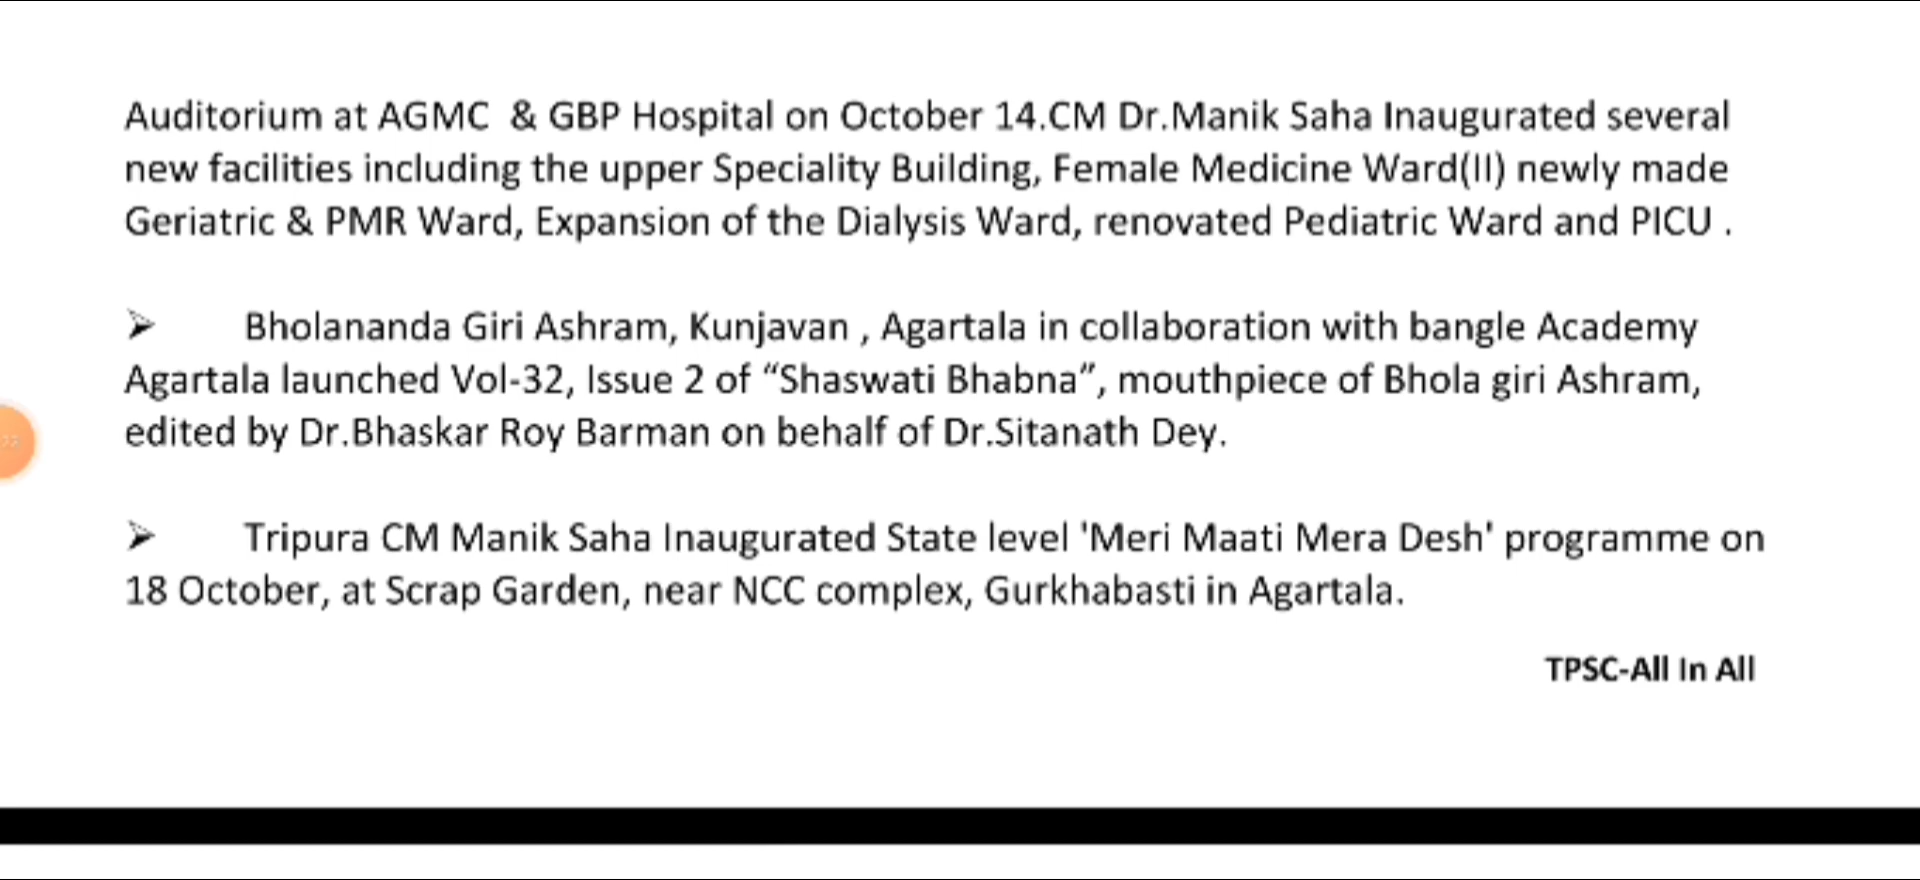 Auditorium at AGMC  & GBP Hospital on October 14.CM Dr.Manik Saha Inaugurated several
new facilities including the upper Speciality Building, Female Medicine Ward(II) newly made
Geriatric & PMR Ward, Expansion of the Dialysis Ward, renovated Pediatric Ward and PICU .
➢ Bholananda Giri Ashram, Kunjavan , Agartala in collaboration with bangle Academy
Agartala launched Vol-32, Issue 2 of “Shaswati Bhabna”, mouthpiece of Bhola giri Ashram,
edited by Dr.Bhaskar Roy Barman on behalf of Dr.Sitanath Dey.
➢ Tripura CM Manik Saha Inaugurated State level 'Meri Maati Mera Desh' programme on
18 October, at Scrap Garden, near NCC complex, Gurkhabasti in Agartala.
TPSC-All In All